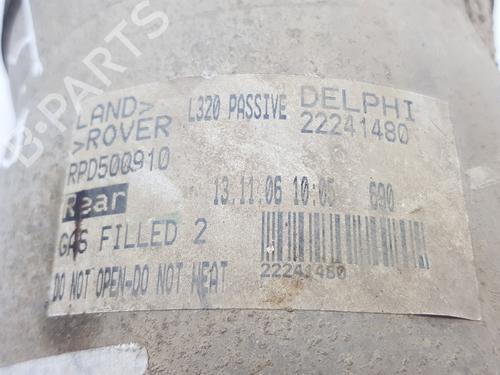 B-PARTS
LAND> L320 PASSIVE DELPHI
>ROVER 22241480
RPD500910
Rear 13.11.06 10:05 690
GAS FILLED 2
DO NOT OPEN-DO NOT HEAT 22241480